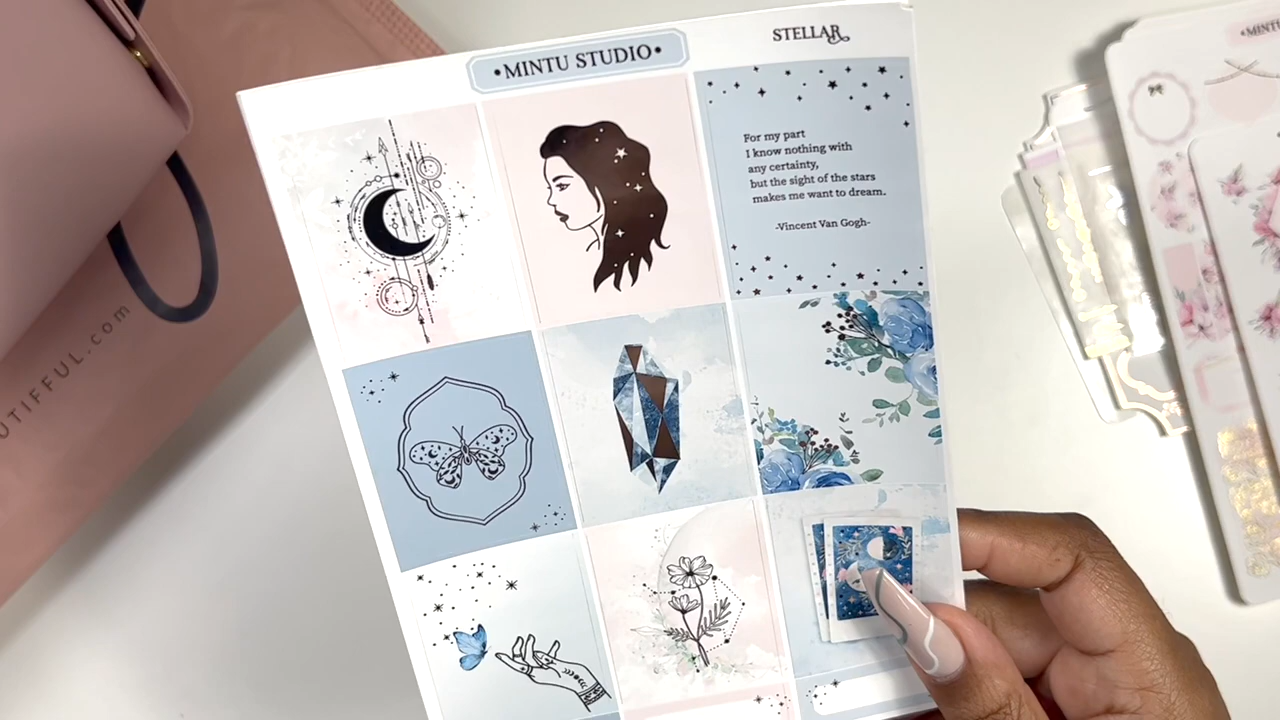 •MINTU STUDIO•
STELLAR
For my part
I know nothing with
any certainty,
but the sight of the stars
makes me want to dream.
-Vincent Van Gogh-
UTIFFUL.com
•MINTU